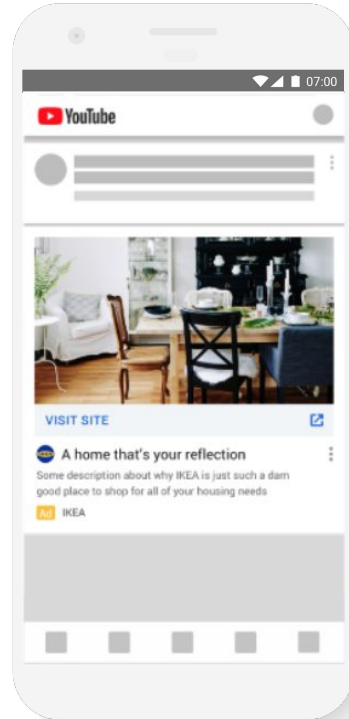 07:00
YouTube
VISIT SITE
A home that's your reflection
Some description about why IKEA is just such a darn
good place to shop for all of your housing needs
Ad IKEA